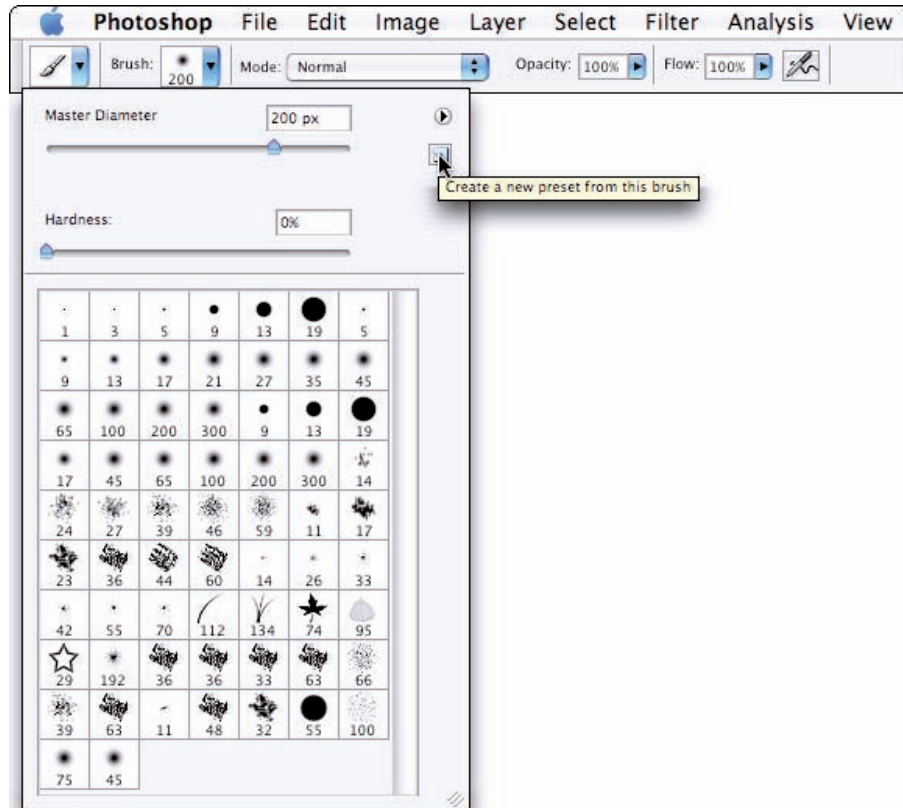 Photoshop File Edit Image Layer Select Filter Analysis View
Brush: 200 Mode: Normal Opacity: 100% Flow: 100%
Master Diameter 200 px
Create a new preset from this brush
Hardness: 0%
1 3 5 9 13 19 5
9 13 17 21 27 35 45
65 100 200 300 9 13 19
17 45 65 100 200 300 14
24 27 39 46 59 11 17
23 36 44 60 14 26 33
42 55 70 112 134 74 95
29 192 36 36 33 63 66
39 63 11 48 32 55 100
75 45